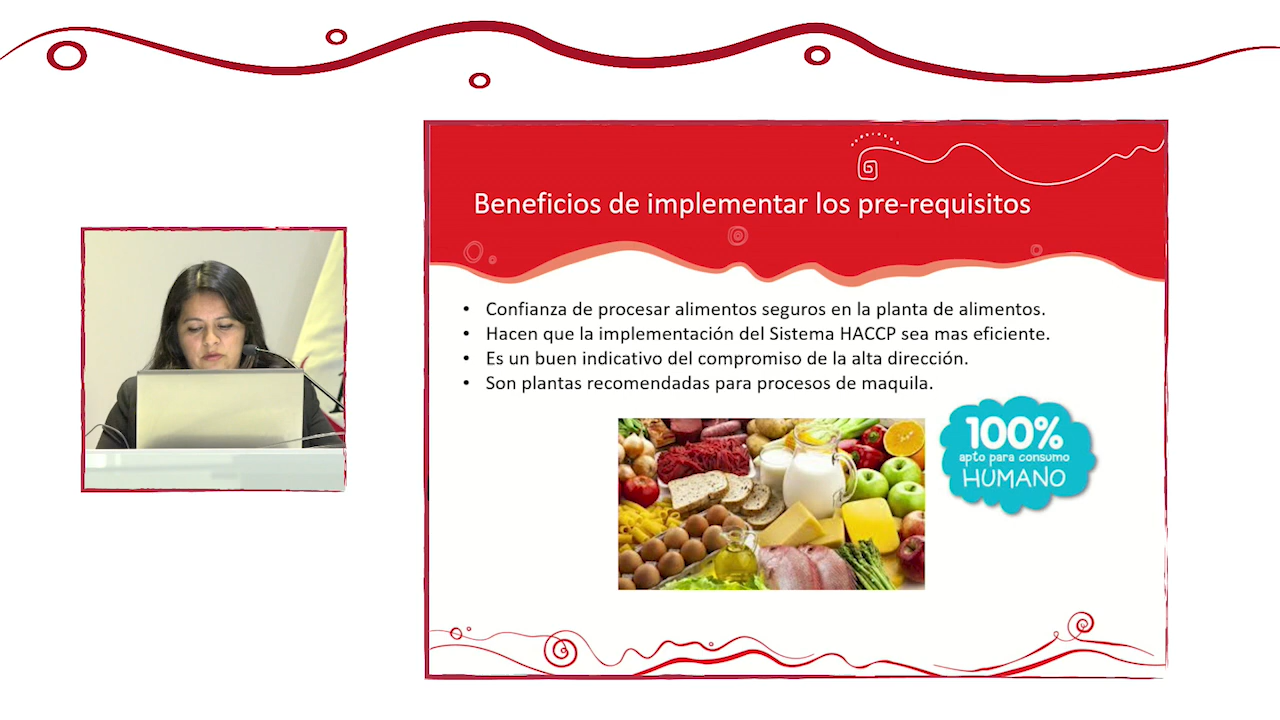 Beneficios de implementar los pre-requisitos
• Confianza de procesar alimentos seguros en la planta de alimentos.
• Hacen que la implementación del Sistema HACCP sea mas eficiente.
• Es un buen indicativo del compromiso de la alta dirección.
• Son plantas recomendadas para procesos de maquila.
100%
apto para consumo
HUMANO